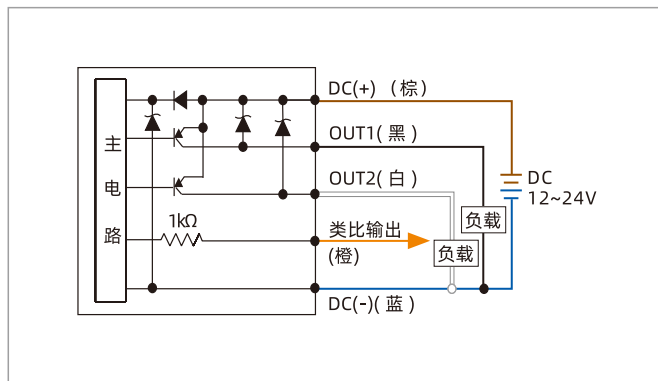 DC(+) (棕)
OUT1(黑)
OUT2(白)
主
电
路
1kΩ
类比输出
(橙)
DC(-)(蓝)
DC
12~24V
负载
负载